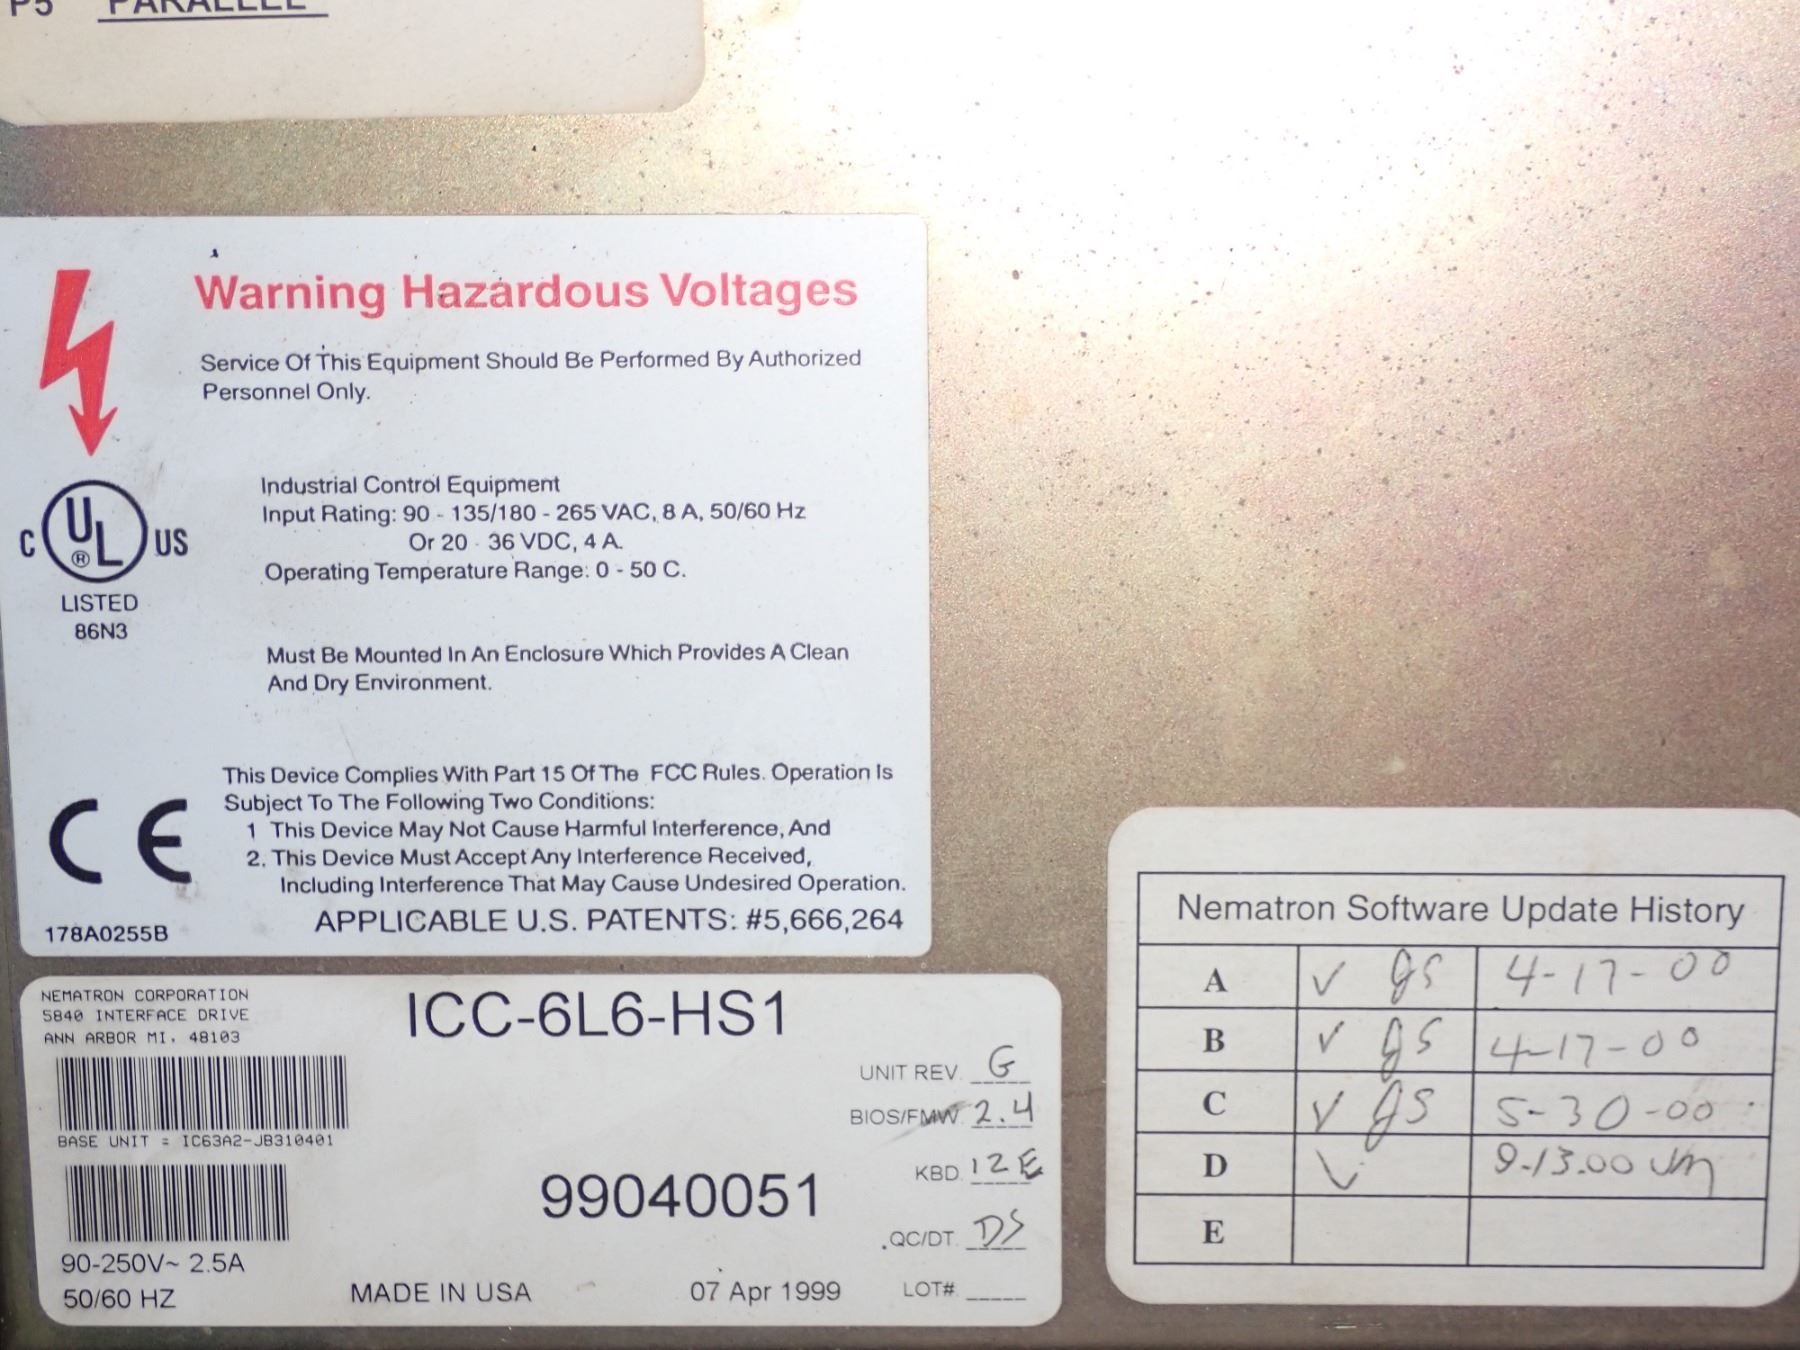 P5 PARALLEL
Warning Hazardous Voltages
Service Of This Equipment Should Be Performed By Authorized
Personnel Only.
C UL ® US
LISTED
86N3
Industrial Control Equipment
Input Rating: 90 - 135/180 - 265 VAC, 8 A, 50/60 Hz
Or 20 - 36 VDC, 4 A.
Operating Temperature Range: 0 - 50 C.
Must Be Mounted In An Enclosure Which Provides A Clean
And Dry Environment.
CE
This Device Complies With Part 15 Of The FCC Rules. Operation Is
Subject To The Following Two Conditions:
1 This Device May Not Cause Harmful Interference, And
2. This Device Must Accept Any Interference Received,
Including Interference That May Cause Undesired Operation.
178A0255B
APPLICABLE U.S. PATENTS: #5,666,264
NEMATRON CORPORATION
5840 INTERFACE DRIVE
ANN ARBOR MI. 48103
ICC-6L6-HS1
BASE UNIT = IC63A2-JB310401
99040051
UNIT REV. G
BIOS/FMW. 2.4
KBD. 12E
QC/DT. DS
LOT#.
90-250V~ 2.5A
50/60 HZ
MADE IN USA
07 Apr 1999
Nematron Software Update History
A ✓ JS 4-17-00
B ✓ JS 4-17-00
C ✓ JS 5-30-00
D ✓ 9-13.00
E